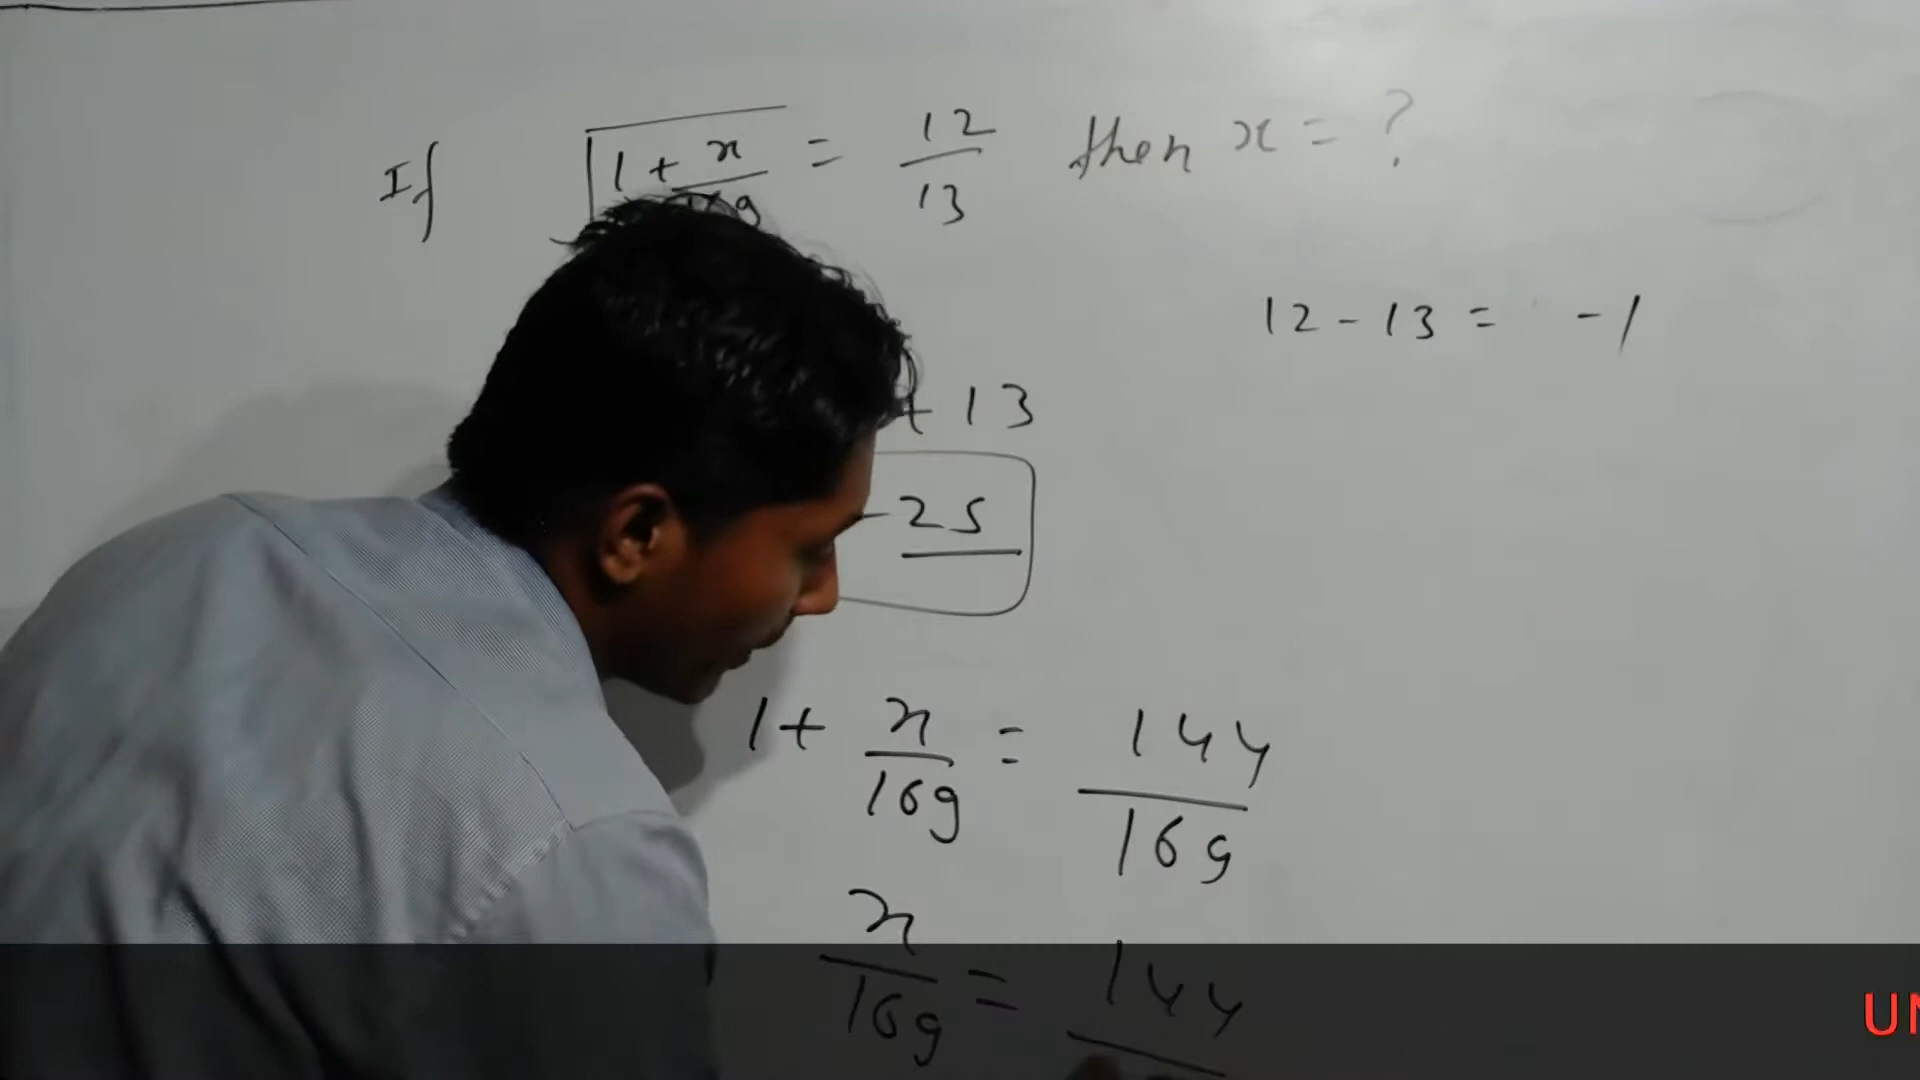 If √1 + x/169 = 12/13 then x = ?
12 - 13 = -1
+ 13
- 25
1 + x/169 = 144/169
x/169 = 144
UN